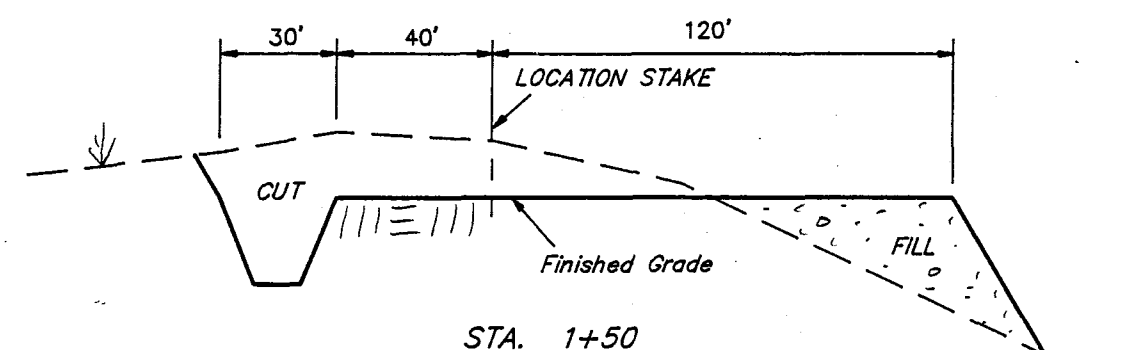 30' 40' 120'
LOCATION STAKE
CUT
FILL
Finished Grade
STA. 1+50